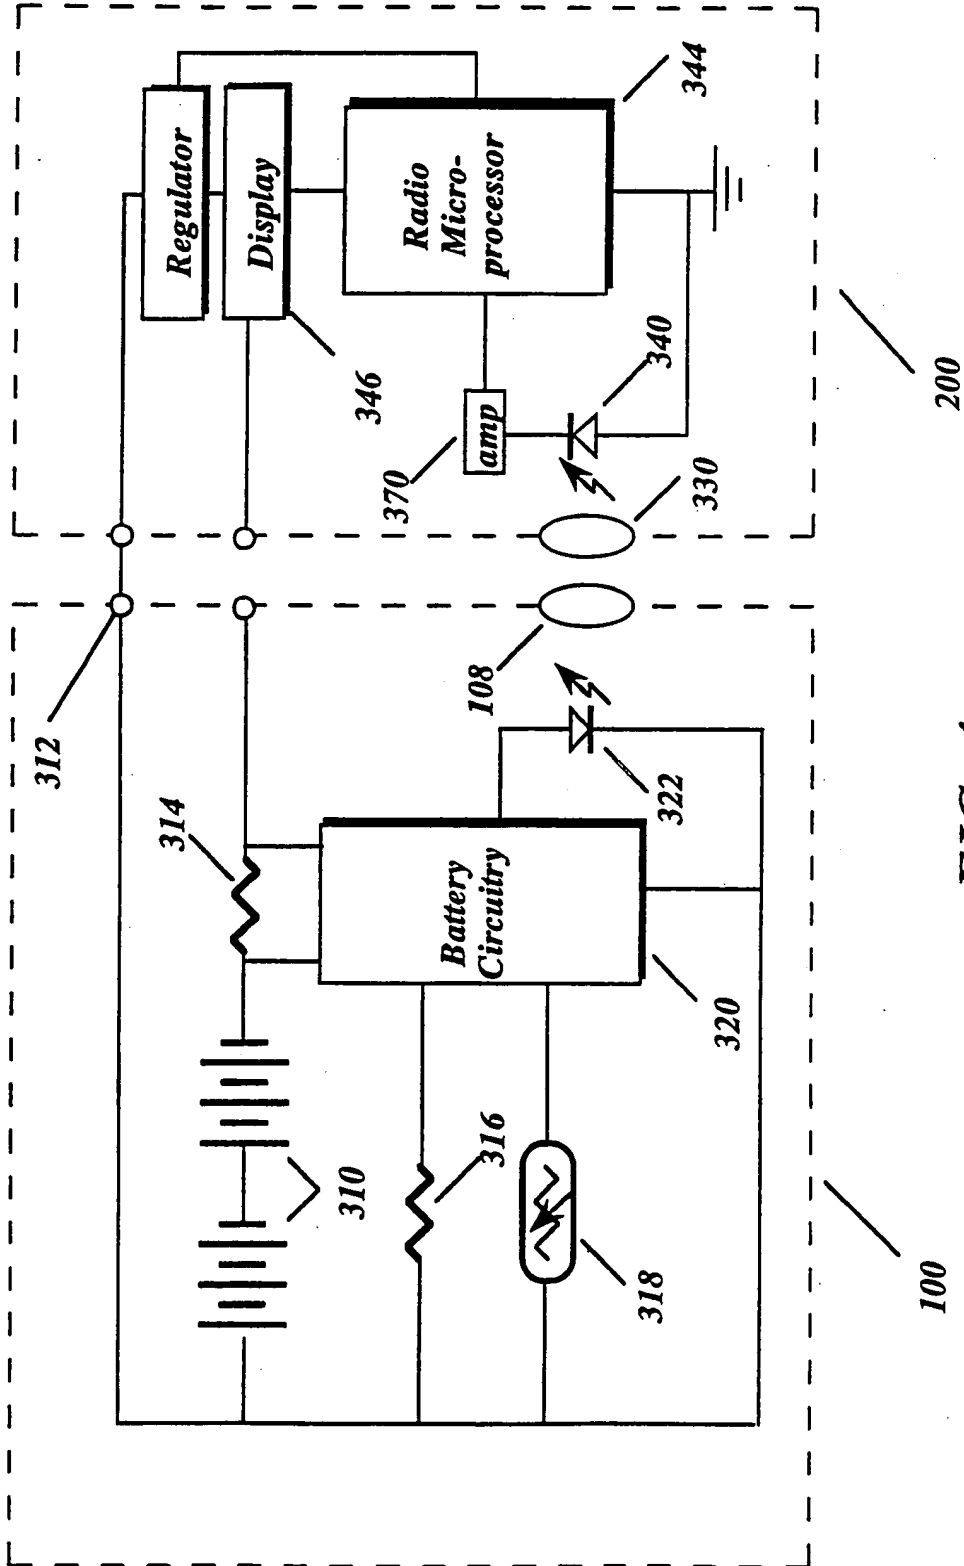 Regulator
Display
Radio
Micro-
processor
344
346
370
amp
340
330
200
312
108
314
322
Battery
Circuitry
320
310
316
318
100